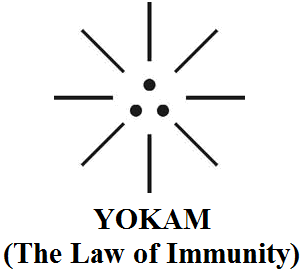 YOKAM
(The Law of Immunity)